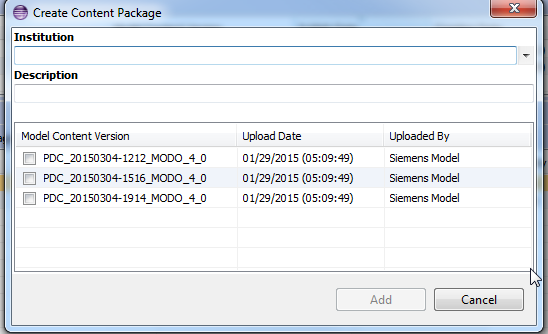 Create Content Package
Institution
Description
Model Content Version Upload Date Uploaded By
PDC_20150304-1212_MODO_4_0 01/29/2015 (05:09:49) Siemens Model
PDC_20150304-1516_MODO_4_0 01/29/2015 (05:09:49) Siemens Model
PDC_20150304-1914_MODO_4_0 01/29/2015 (05:09:49) Siemens Model
Add Cancel